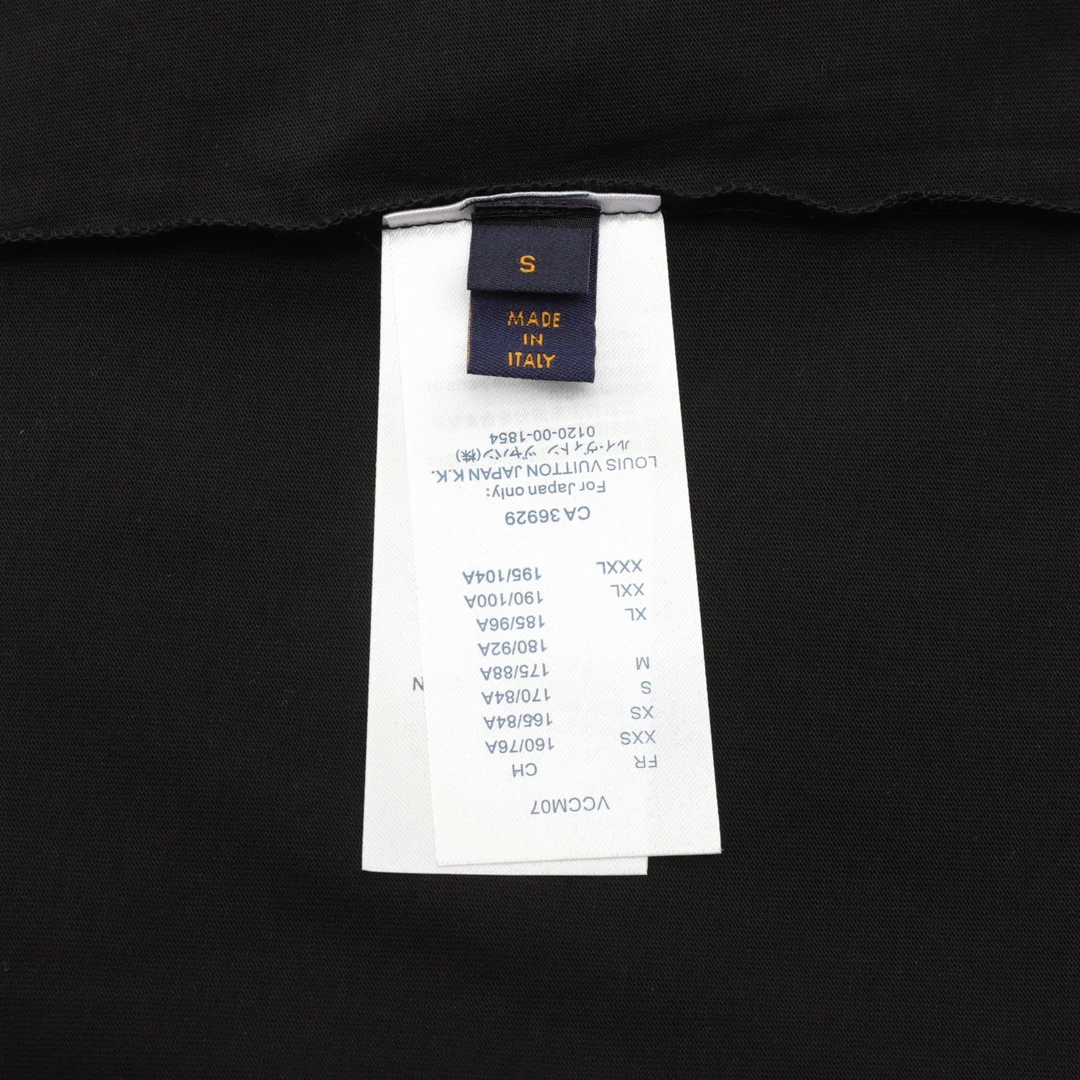 S
MADE
IN
ITALY
VCCM07
FR CH
XXS 160/76A
XS 165/84A
S 170/84A
M 175/88A
180/92A
XL 185/96A
XXL 190/100A
XXXL 195/104A
CA 36929
For Japan only:
LOUIS VUITTON JAPAN K.K.
ルイ・ヴィトン ジャパン(株)
0120-00-1854
N